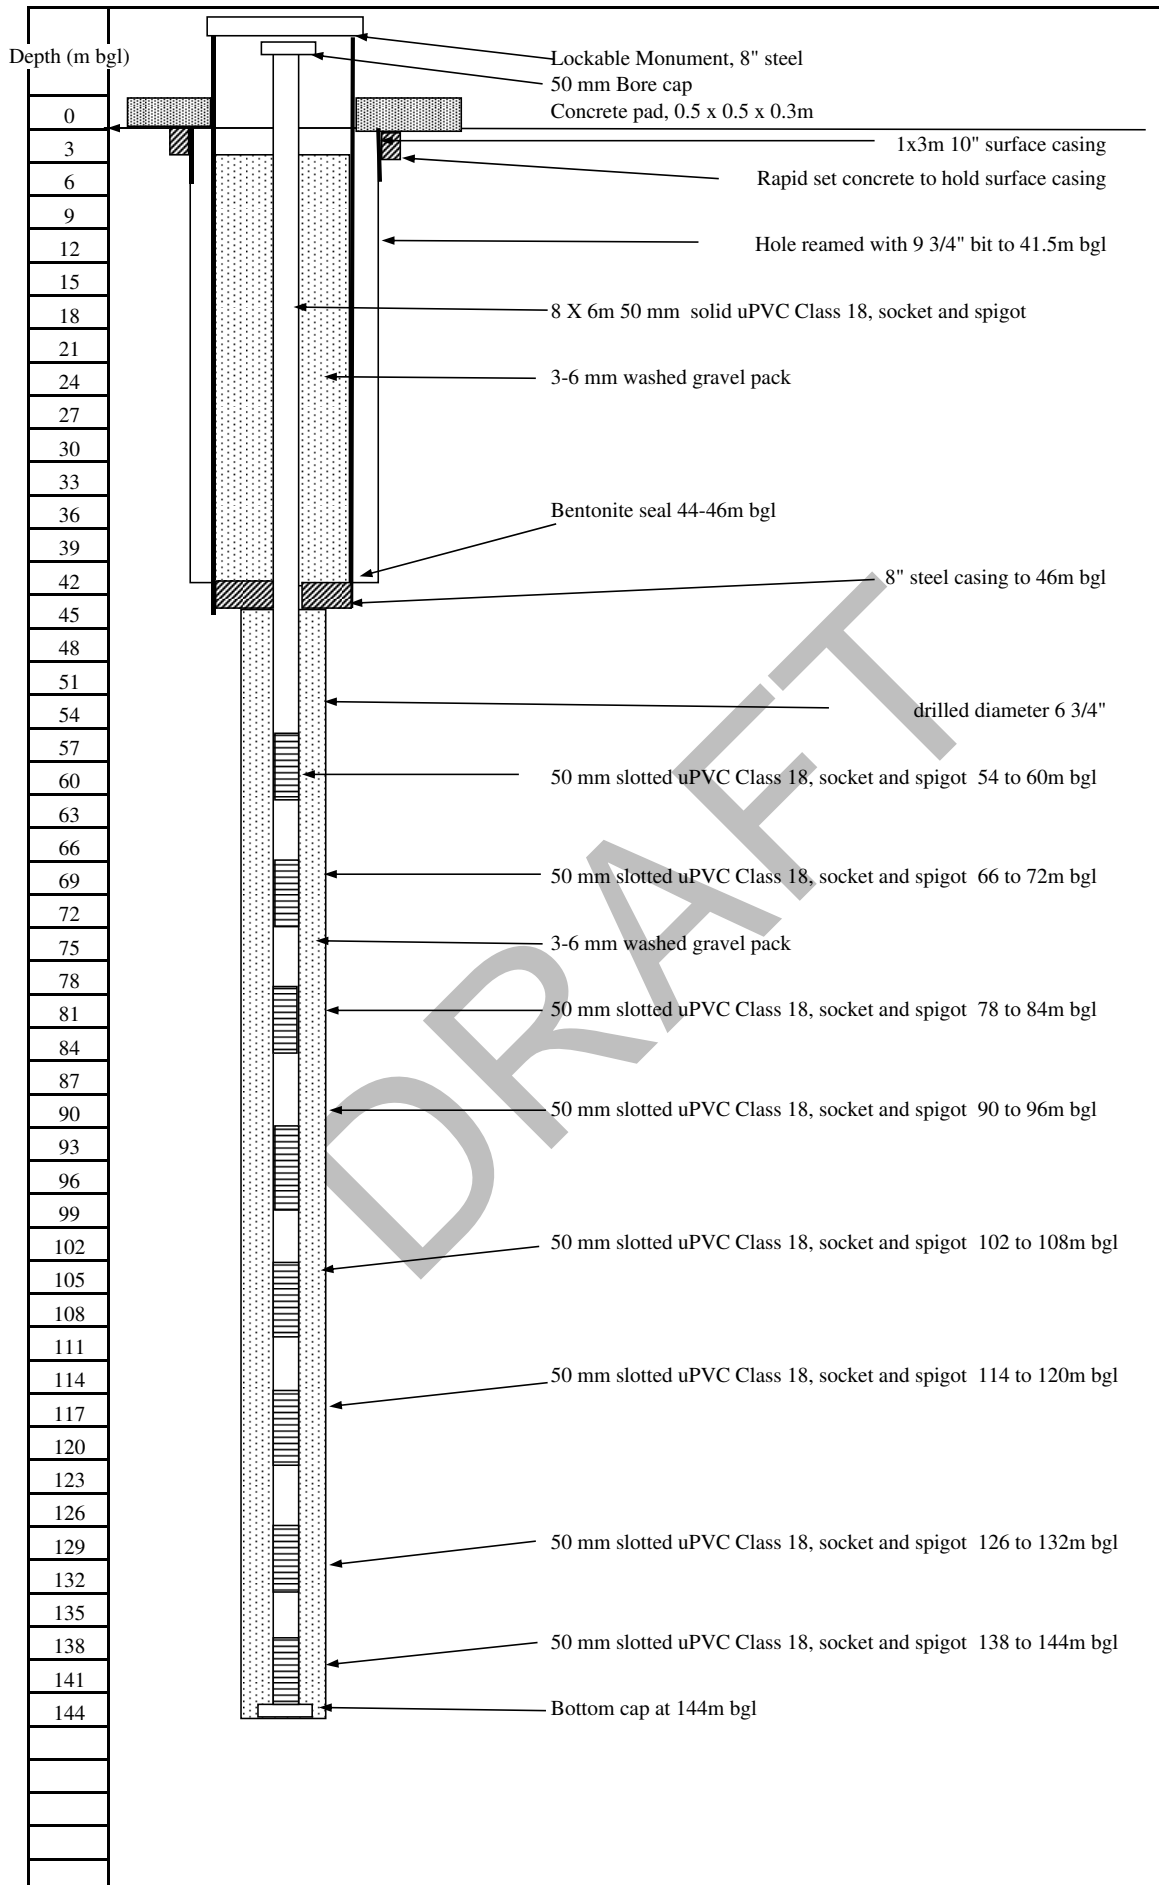 Depth (m bgl)
Lockable Monument, 8" steel
50 mm Bore cap
Concrete pad, 0.5 x 0.5 x 0.3m
0
3
1x3m 10" surface casing
6
Rapid set concrete to hold surface casing
9
12
Hole reamed with 9 3/4" bit to 41.5m bgl
15
18
8 X 6m 50 mm solid uPVC Class 18, socket and spigot
21
24
3-6 mm washed gravel pack
27
30
33
36
Bentonite seal 44-46m bgl
39
42
8" steel casing to 46m bgl
45
48
51
54
drilled diameter 6 3/4"
57
60
50 mm slotted uPVC Class 18, socket and spigot 54 to 60m bgl
63
66
69
50 mm slotted uPVC Class 18, socket and spigot 66 to 72m bgl
72
75
3-6 mm washed gravel pack
78
81
50 mm slotted uPVC Class 18, socket and spigot 78 to 84m bgl
84
87
90
50 mm slotted uPVC Class 18, socket and spigot 90 to 96m bgl
93
96
99
102
50 mm slotted uPVC Class 18, socket and spigot 102 to 108m bgl
105
108
111
114
50 mm slotted uPVC Class 18, socket and spigot 114 to 120m bgl
117
120
123
126
129
50 mm slotted uPVC Class 18, socket and spigot 126 to 132m bgl
132
135
138
50 mm slotted uPVC Class 18, socket and spigot 138 to 144m bgl
141
144
Bottom cap at 144m bgl
DRAFT